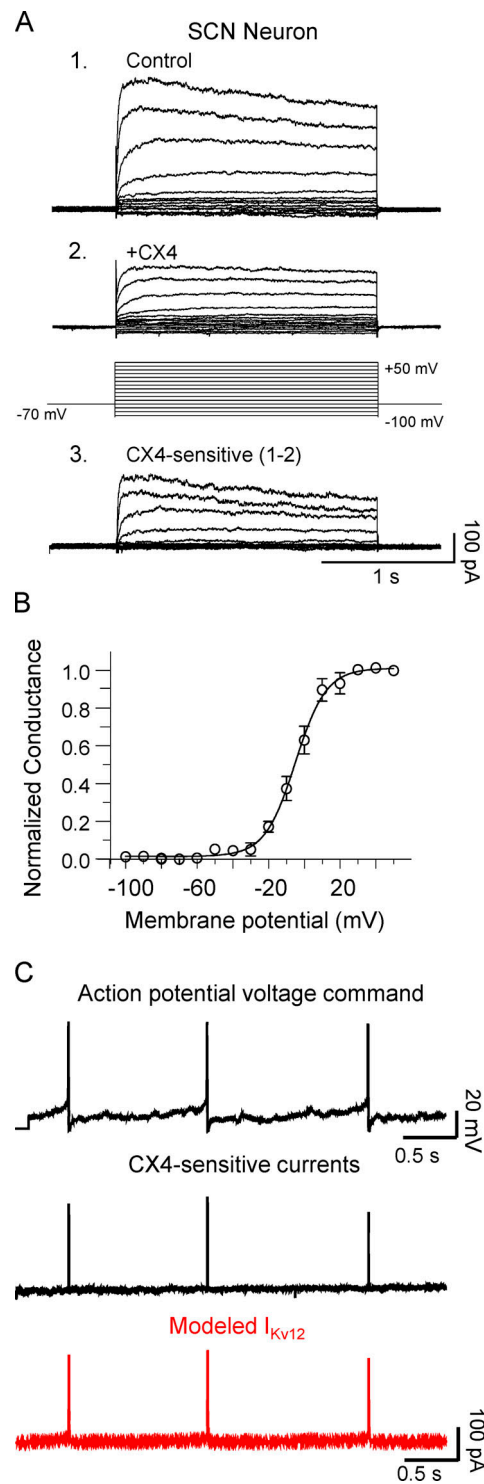 A
SCN Neuron
1. Control
2. +CX4
+50 mV
-70 mV
-100 mV
3. CX4-sensitive (1-2)
100 pA
1 s
B
Normalized Conductance
1.0
0.8
0.6
0.4
0.2
0.0
-100 -60 -20 20
Membrane potential (mV)
C
Action potential voltage command
20 mV
0.5 s
CX4-sensitive currents
Modeled IKv12
100 pA
0.5 s